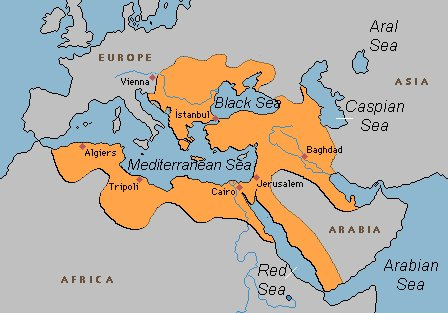 Aral
Sea
EUROPE
ASIA
Vienna
Black Sea
Istanbul
Caspian
Sea
Algiers
Mediterranean Sea
Baghdad
Tripoli
Cairo
Jerusalem
ARABIA
AFRICA
Red
Sea
Arabian
Sea